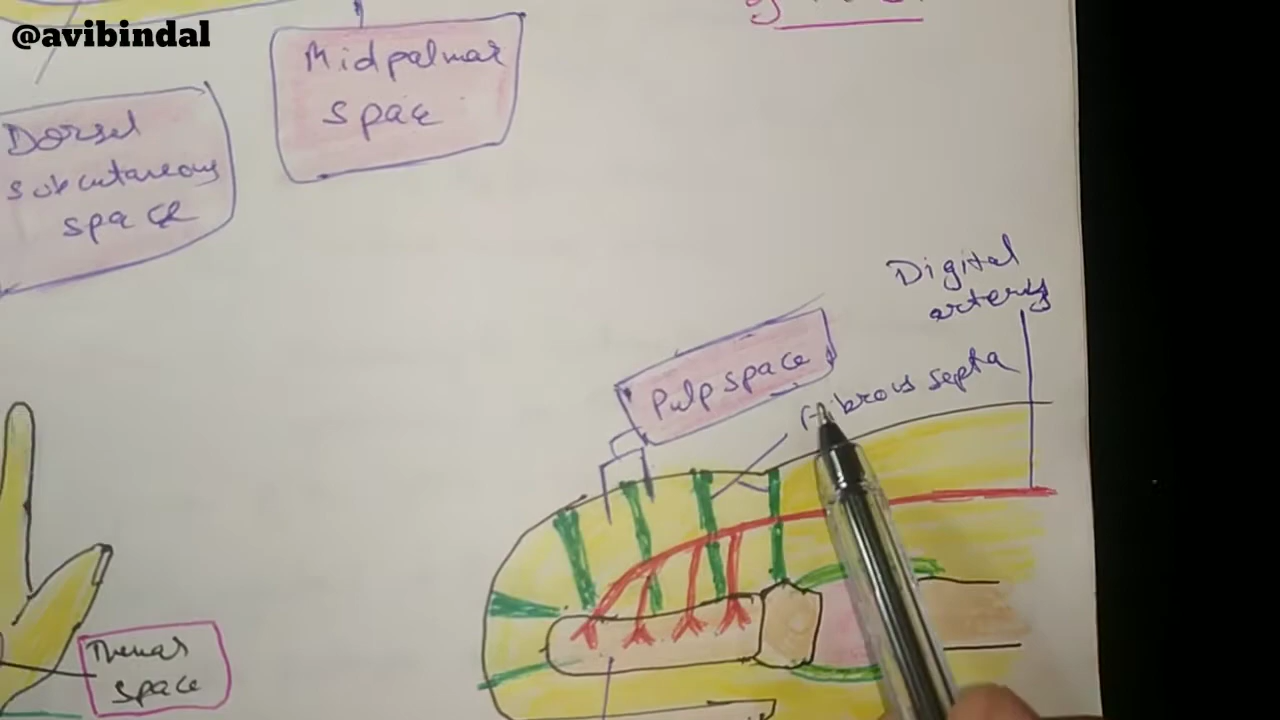 @avibindal
Midpalmar
space
Dorsal
subcutaneous
space
Digital
artery
Pulp space
Fibrous septa
Thenar
space